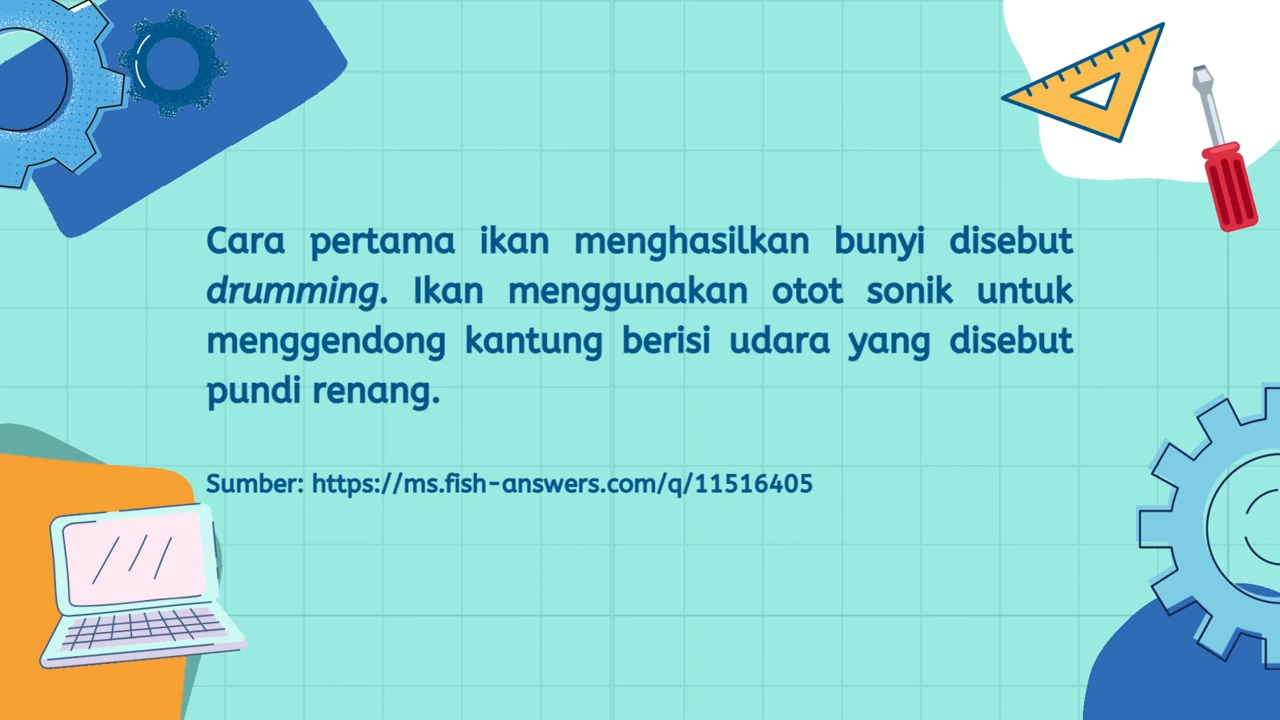 Cara pertama ikan menghasilkan bunyi disebut
drumming. Ikan menggunakan otot sonik untuk
menggendong kantung berisi udara yang disebut
pundi renang.
Sumber: https://ms.fish-answers.com/q/11516405